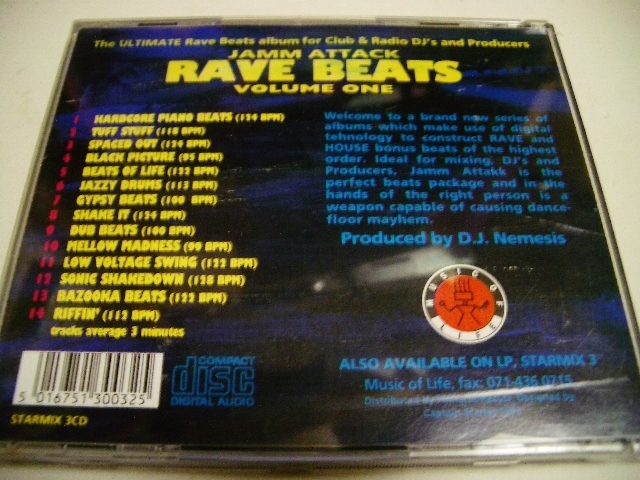 The ULTIMATE Rave Beats album for Club & Radio DJ's and Producers
JAMM ATTACK
RAVE BEATS
VOLUME ONE
1 HARDCORE PIANO BEATS (124 BPM)
2 TUFF STUFF (118 BPM)
3 SPACED OUT (124 BPM)
4 BLACK PICTURE (95 BPM)
5 BEATS OF LIFE (122 BPM)
6 JAZZY DRUMS (113 BPM)
7 GYPSY BEATS (100 BPM)
8 SHAKE IT (124 BPM)
9 DUB BEATS (100 BPM)
10 MELLOW MADNESS (99 BPM)
11 LOW VOLTAGE SWING (122 BPM)
12 SONIC SHAKEDOWN (128 BPM)
13 BAZOOKA BEATS (122 BPM)
14 RIFFIN' (112 BPM)
tracks average 3 minutes
Welcome to a brand new series of
albums which make use of digital
tehnology to construct RAVE and
HOUSE bonus beats of the highest
order. Ideal for mixing, DJ's and
Producers, Jamm Attakk is the
perfect beats package and in the
hands of the right person is a
weapon capable of causing dance-
floor mayhem.
Produced by D.J. Nemesis
MUSIC OF
LIFE
ALSO AVAILABLE ON LP, STARMIX 3
Music of Life, fax: 071-436 0715
Distributed by designed by
Captain
COMPACT
disc
DIGITAL AUDIO
5 016751 300325
STARMIX 3CD